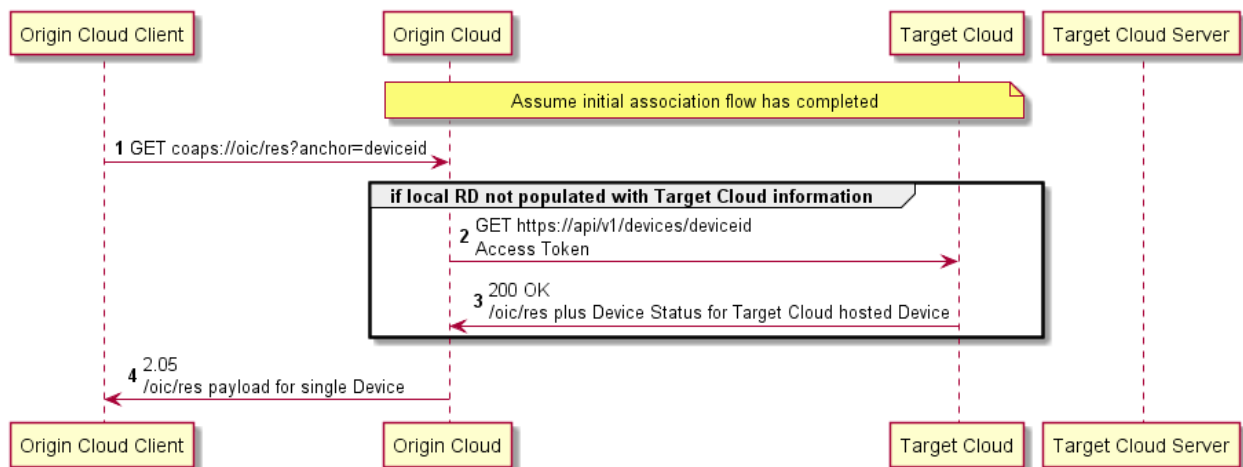 Origin Cloud Client
Origin Cloud
Target Cloud
Target Cloud Server
Assume initial association flow has completed
1 GET coaps://oic/res?anchor=deviceid
if local RD not populated with Target Cloud information
2 GET https://api/v1/devices/deviceid
Access Token
3 200 OK
/oic/res plus Device Status for Target Cloud hosted Device
4 2.05
/oic/res payload for single Device
Origin Cloud Client
Origin Cloud
Target Cloud
Target Cloud Server